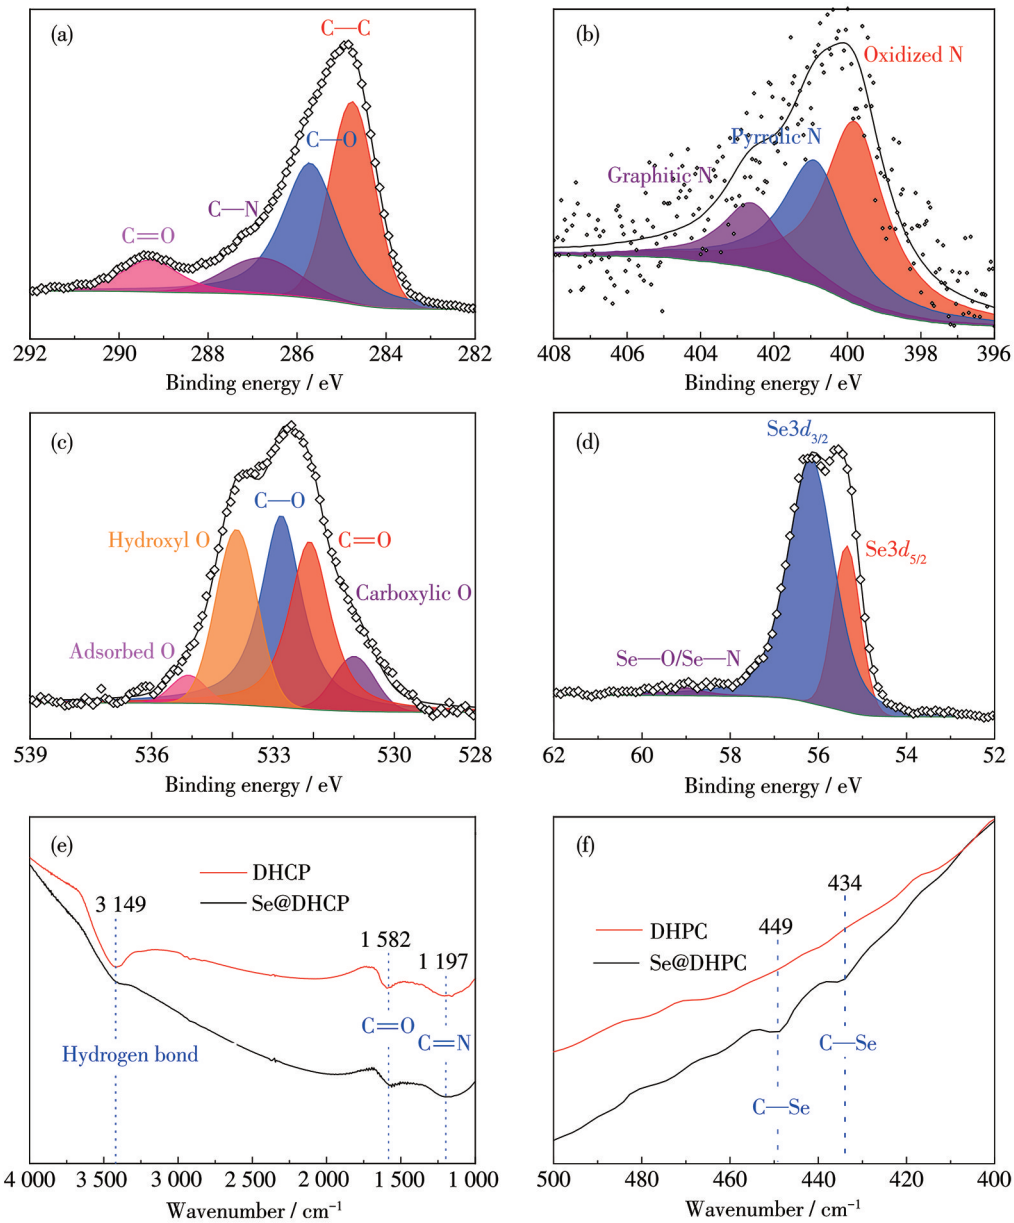 (a)
C—C
C—O
C—N
C=O
292 290 288 286 284 282
Binding energy / eV
(b)
Oxidized N
Pyrrolic N
Graphitic N
408 406 404 402 400 398 396
Binding energy / eV
(c)
C—O
Hydroxyl O
C=O
Carboxylic O
Adsorbed O
539 536 533 530 528
Binding energy / eV
(d)
Se3d3/2
Se3d5/2
Se—O/Se—N
62 60 58 56 54 52
Binding energy / eV
(e)
DHCP
Se@DHCP
3 149
1 582
1 197
C=O
C=N
Hydrogen bond
4 000 3 500 3 000 2 500 2 000 1 500 1 000
Wavenumber / cm⁻¹
(f)
434
449
DHPC
Se@DHPC
C—Se
C—Se
500 480 460 440 420 400
Wavenumber / cm⁻¹